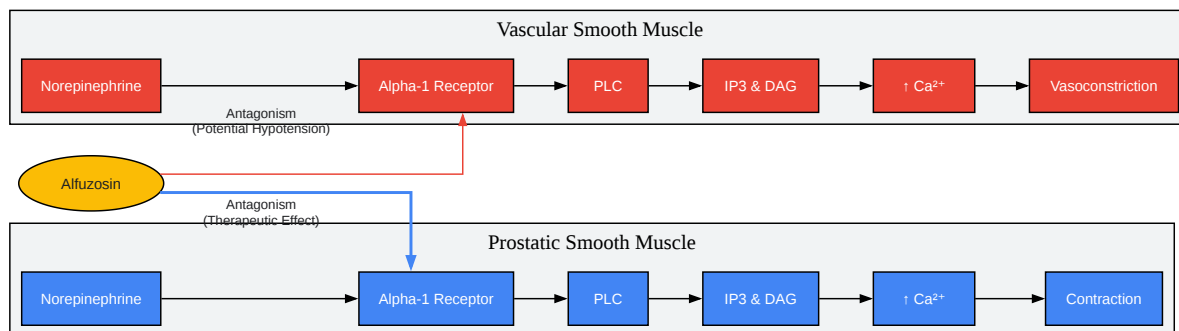 Vascular Smooth Muscle
Norepinephrine
Alpha-1 Receptor
PLC
IP3 & DAG
↑ Ca²⁺
Vasoconstriction
Antagonism
(Potential Hypotension)
Alfuzosin
Antagonism
(Therapeutic Effect)
Prostatic Smooth Muscle
Norepinephrine
Alpha-1 Receptor
PLC
IP3 & DAG
↑ Ca²⁺
Contraction